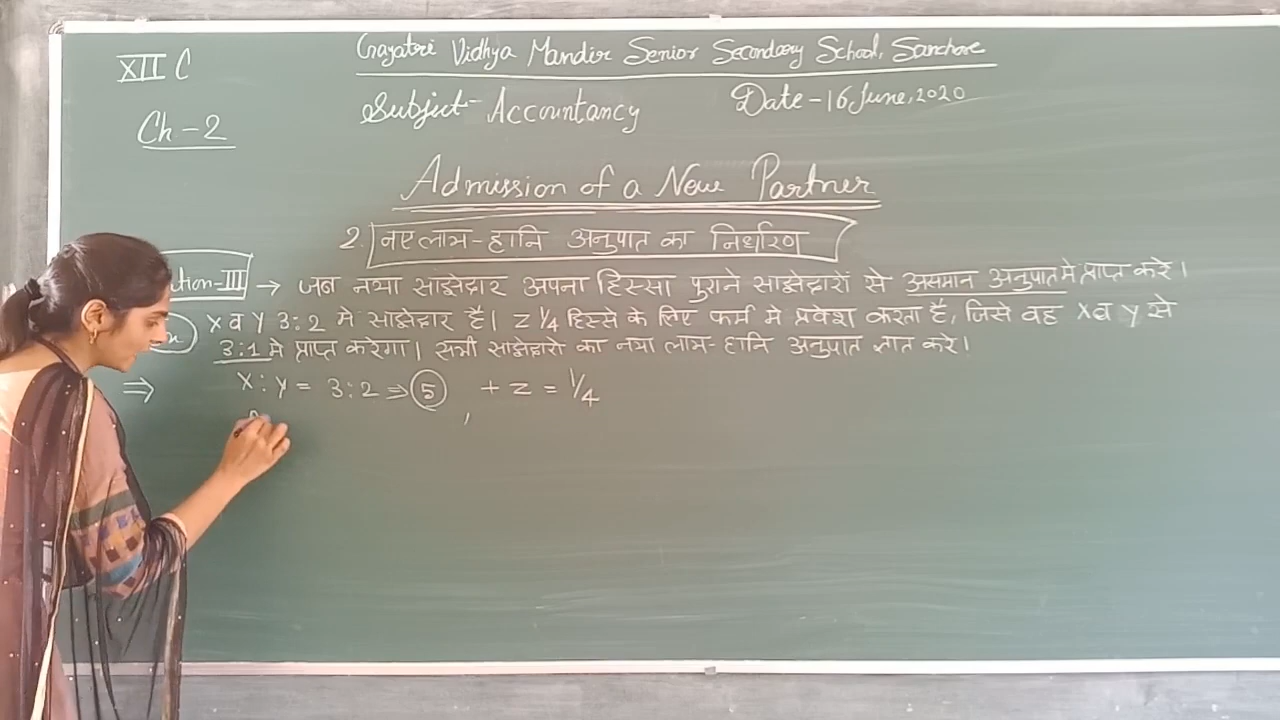 XII C
Gayatri Vidhya Mandir Senior Secondary School, Sanchore
Ch-2
Subject- Accountancy
Date-16 June, 2020
Admission of a New Partner
2. नए लाभ-हानि अनुपात का निर्धारण
tion-III → जब नया साझेदार अपना हिस्सा पुराने साझेदारों से असमान अनुपात मे प्राप्त करे।
X व Y 3:2 मे साझेदार है। Z 1/4 हिस्से के लिए फर्म मे प्रवेश करता है, जिसे वह X व Y से
3:1 मे प्राप्त करेगा। सभी साझेदारो का नया लाभ-हानि अनुपात ज्ञात करे।
⇒ X:Y = 3:2 ⇒ 5 + Z = 1/4